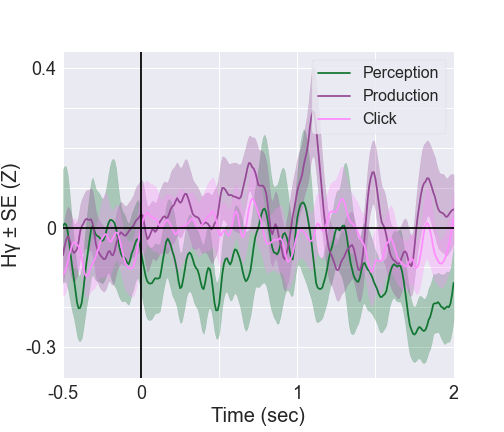 Perception
Production
Click
Hγ ± SE (Z)
0.4
0
-0.3
-0.5
0
1
2
Time (sec)